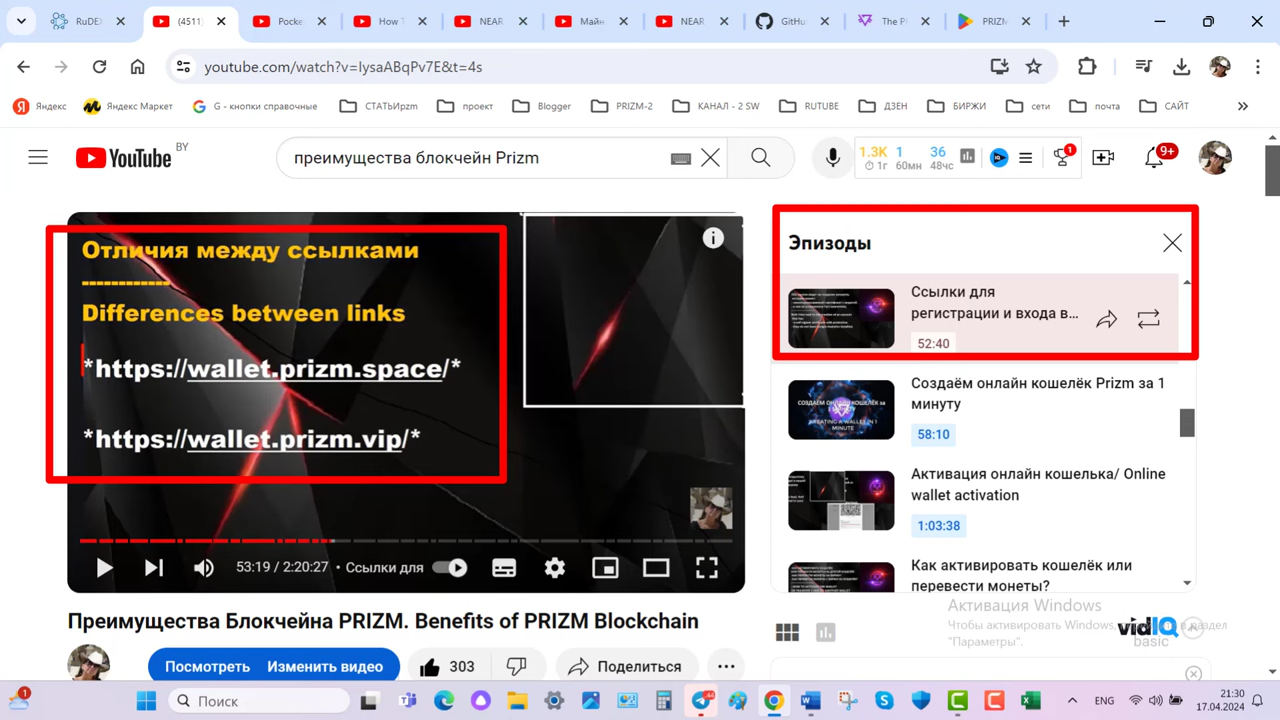 RuDEX
(4511)
Pocke
How T
NEAR
Майн
NEAR
GitHu
The P
PRIZM
youtube.com/watch?v=IysaABqPv7E&t=4s
Яндекс
Яндекс Маркет
G - кнопки справочные
СТАТЬИpzm
проект
Blogger
PRIZM-2
КАНАЛ - 2 SW
RUTUBE
ДЗЕН
БИРЖИ
сети
почта
САЙТ
YouTube BY
преимущества блокчейн Prizm
1.3K 1 36
1г 60мн 48чс
1
9+
Отличия между ссылками
------------
Differences between links
*https://wallet.prizm.space/*
*https://wallet.prizm.vip/*
53:19 / 2:20:27 • Ссылки для
Эпизоды
Ссылки для
регистрации и входа в...
52:40
Создаём онлайн кошелёк Prizm за 1
минуту
58:10
Активация онлайн кошелька/ Online
wallet activation
1:03:38
Как активировать кошелёк или
перевести монеты?
Преимущества Блокчейна PRIZM. Benefits of PRIZM Blockchain
Посмотреть Изменить видео
303
Поделиться
Активация Windows
Чтобы активировать Windows, раздел
"Параметры".
vidIQ
basic
1
Поиск
ENG
21:30
17.04.2024